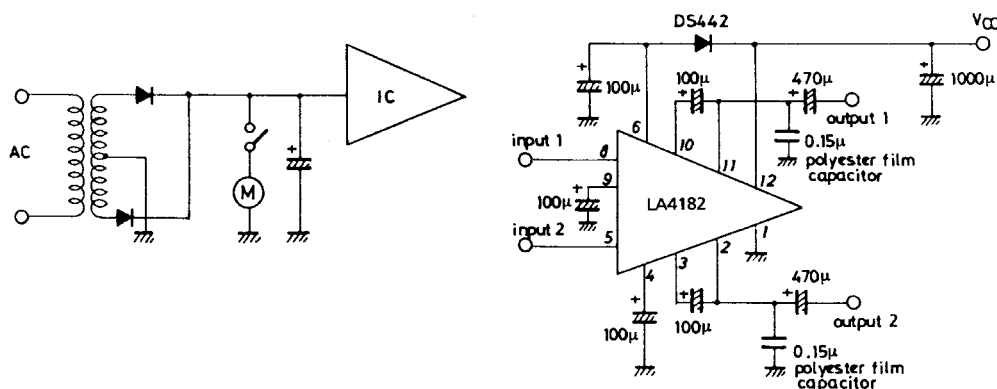 AC
M
+
IC
DS442
VCC
+
100μ
+
100μ
470μ
+
+
1000μ
output 1
0.15μ
polyester film
capacitor
input 1
input 2
8
9
5
6
10
11
12
+
100μ
LA4182
4
3
2
1
+
100μ
+
100μ
470μ
+
output 2
0.15μ
polyester film
capacitor